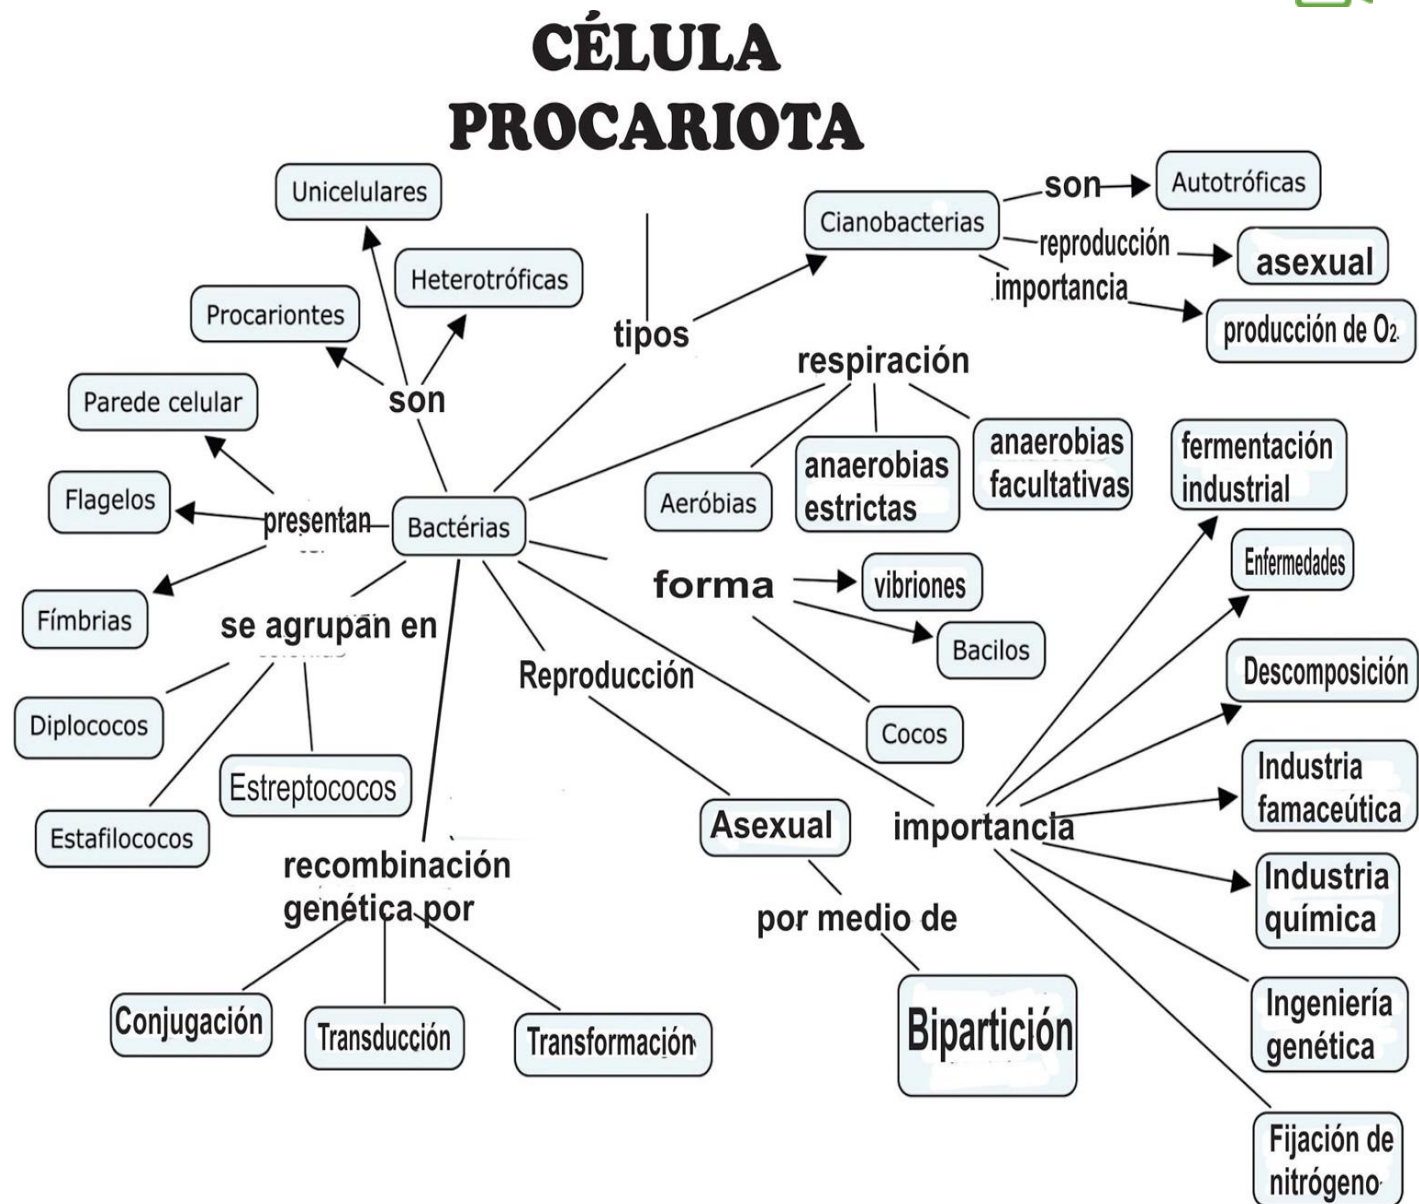 CÉLULA
PROCARIOTA
Unicelulares
Heterotróficas
Procariontes
son
Parede celular
Flagelos
presentan
Fímbrias
Bactérias
tipos
Cianobacterias
son
Autotróficas
reproducción
asexual
importancia
producción de O2
respiración
Aeróbias
anaerobias
estrictas
anaerobias
facultativas
forma
vibriones
Bacilos
Cocos
se agrupan en
Diplococos
Estafilococos
Estreptococos
recombinación
genética por
Conjugación
Transducción
Transformación
Reproducción
Asexual
por medio de
Bipartición
importancia
fermentación
industrial
Enfermedades
Descomposición
Industria
famaceútica
Industria
química
Ingeniería
genética
Fijación de
nitrógeno